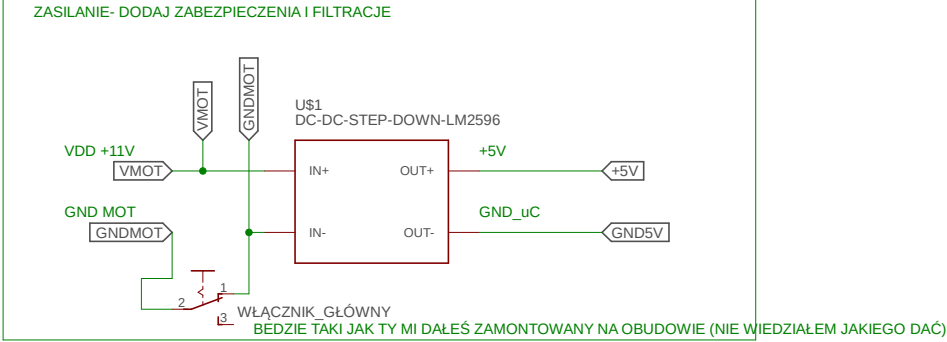 ZASILANIE- DODAJ ZABEZPIECZENIA I FILTRACJE
VMOT
GNDMOT
U$1
DC-DC-STEP-DOWN-LM2596
VDD +11V
VMOT
IN+
OUT+
+5V
+5V
GND MOT
GNDMOT
IN-
OUT-
GND_uC
GND5V
1
2
3
WŁĄCZNIK_GŁÓWNY
BEDZIE TAKI JAK TY MI DAŁEŚ ZAMONTOWANY NA OBUDOWIE (NIE WIEDZIAŁEM JAKIEGO DAĆ)